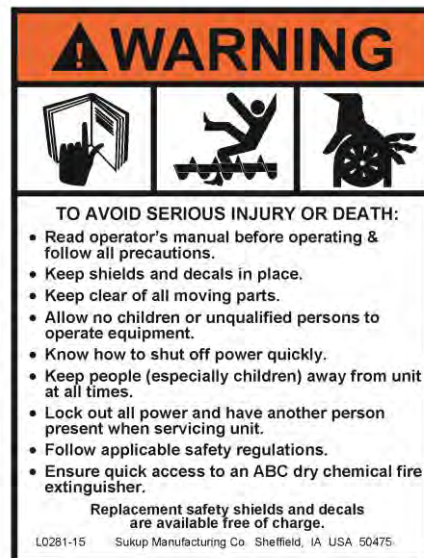 WARNING
TO AVOID SERIOUS INJURY OR DEATH:
• Read operator's manual before operating &
follow all precautions.
• Keep shields and decals in place.
• Keep clear of all moving parts.
• Allow no children or unqualified persons to
operate equipment.
• Know how to shut off power quickly.
• Keep people (especially children) away from unit
at all times.
• Lock out all power and have another person
present when servicing unit.
• Follow applicable safety regulations.
• Ensure quick access to an ABC dry chemical fire
extinguisher.
Replacement safety shields and decals
are available free of charge.
L0281-15 Sukup Manufacturing Co. Sheffield, IA USA 50475